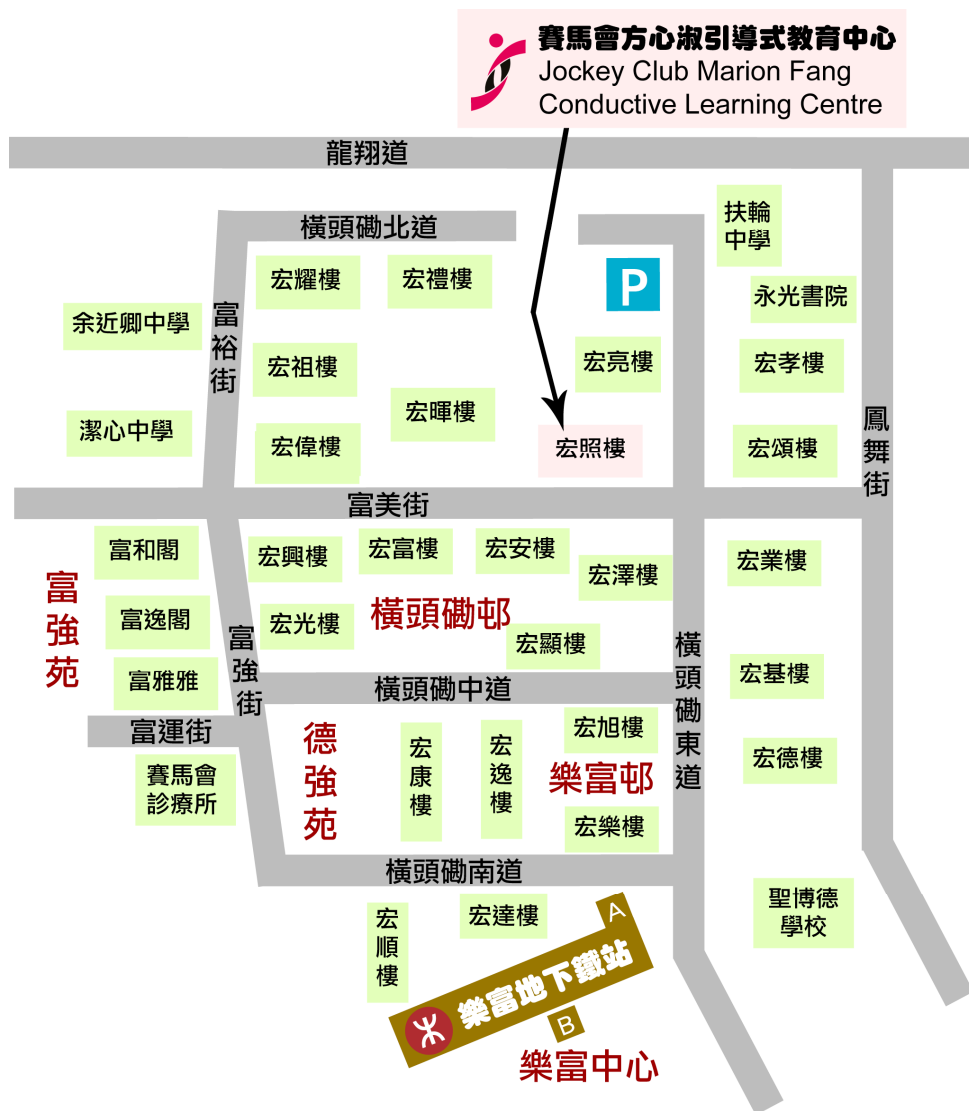 賽馬會方心淑引導式教育中心
Jockey Club Marion Fang
Conductive Learning Centre
龍翔道
橫頭磡北道
扶輪
中學
宏耀樓
宏禮樓
P
永光書院
余近卿中學
富裕街
宏祖樓
宏亮樓
宏孝樓
潔心中學
宏偉樓
宏暉樓
宏照樓
宏頌樓
鳳舞街
富美街
富和閣
宏興樓
宏富樓
宏安樓
宏澤樓
宏業樓
富強苑
富逸閣
宏光樓
橫頭磡邨
宏顯樓
富強街
橫頭磡東道
富雅雅
橫頭磡中道
宏基樓
富運街
德強苑
宏康樓
宏逸樓
宏旭樓
樂富邨
宏德樓
賽馬會
診療所
宏樂樓
橫頭磡南道
宏順樓
宏達樓
A
聖博德
學校
樂富地下鐵站
B
樂富中心